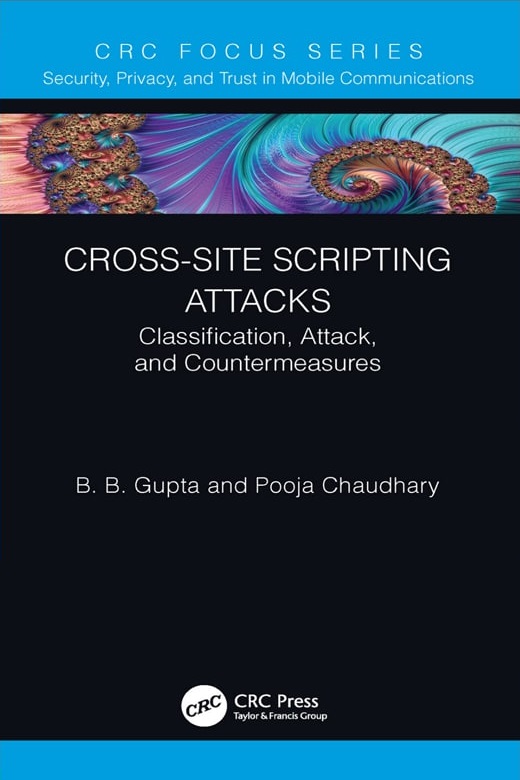 CRC FOCUS SERIES
Security, Privacy, and Trust in Mobile Communications
CROSS-SITE SCRIPTING
ATTACKS
Classification, Attack,
and Countermeasures
B. B. Gupta and Pooja Chaudhary
CRC
CRC Press
Taylor & Francis Group